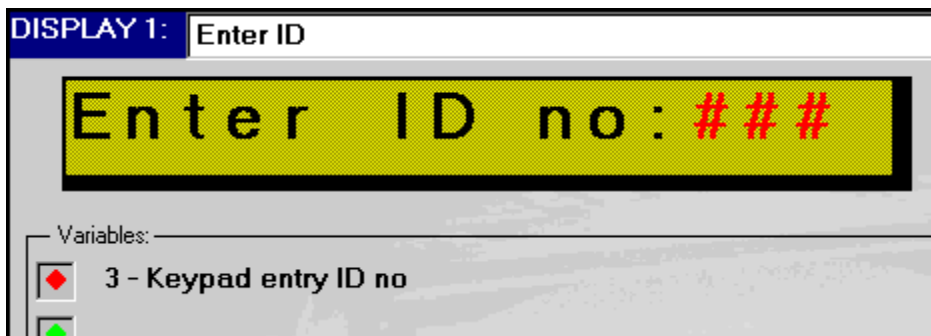 DISPLAY 1: Enter ID
Enter ID no:###
Variables:
3 - Keypad entry ID no